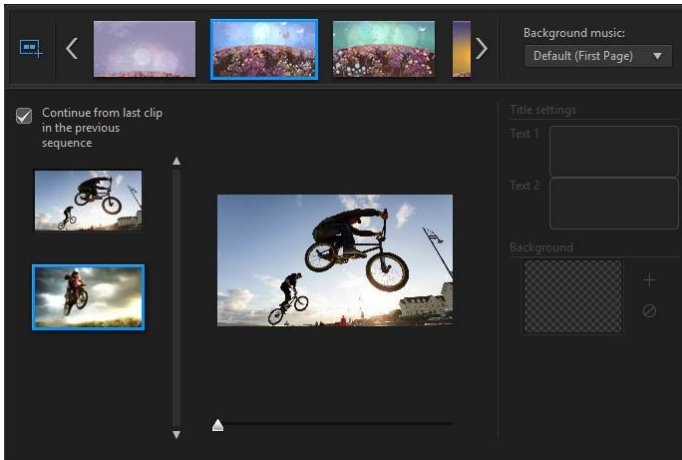 Background music:
Default (First Page)
Continue from last clip
in the previous
sequence
Title settings
Text 1
Text 2
Background